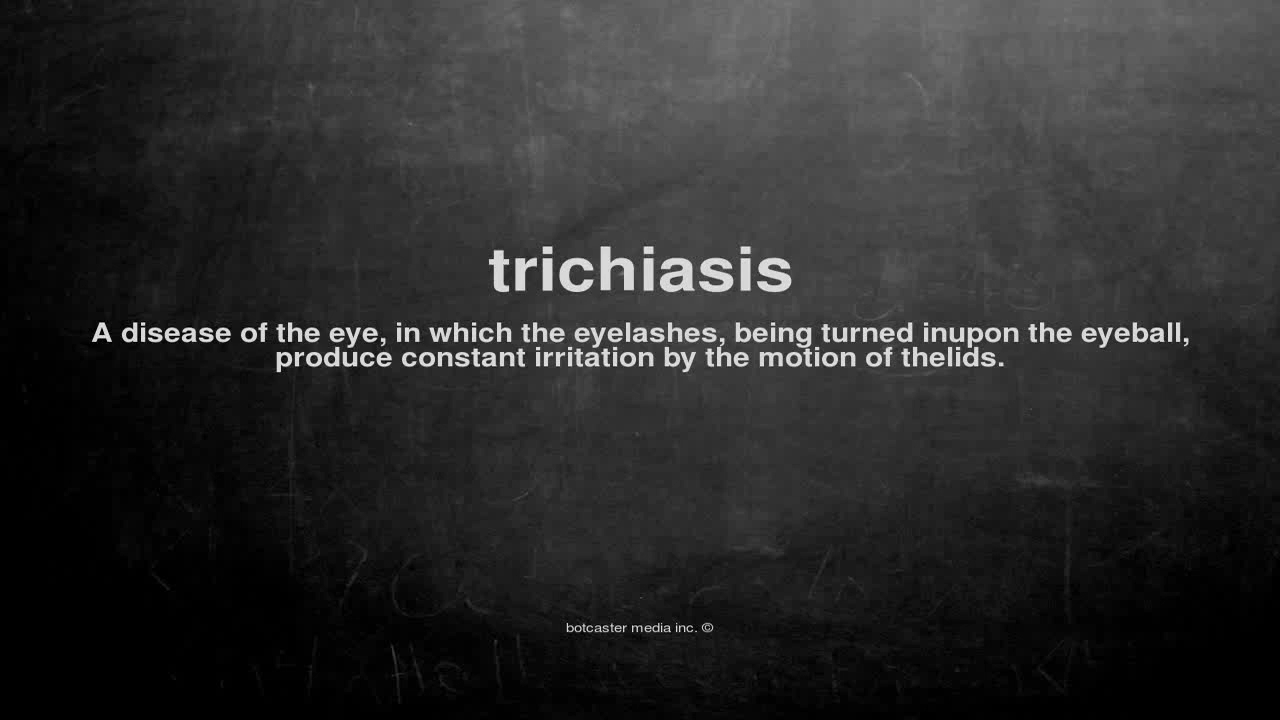 trichiasis
A disease of the eye, in which the eyelashes, being turned inupon the eyeball,
produce constant irritation by the motion of thelids.
botcaster media inc. ©